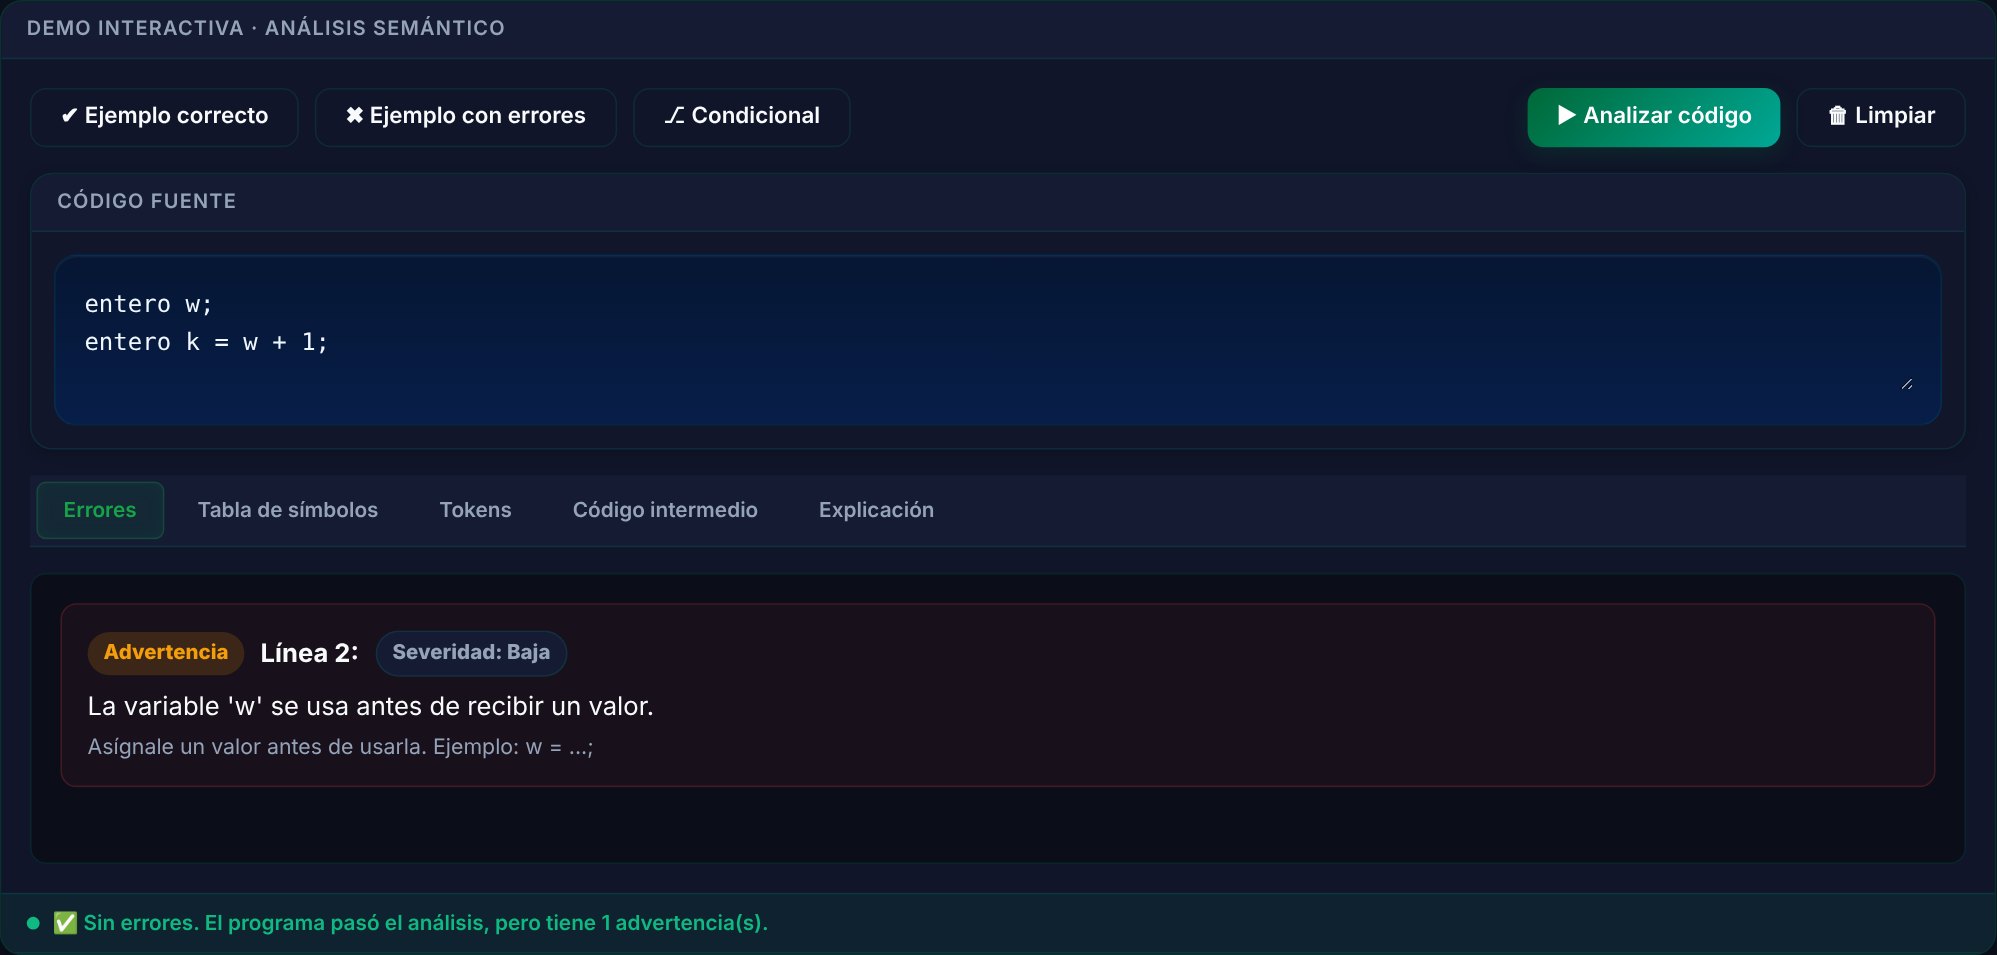 DEMO INTERACTIVA · ANÁLISIS SEMÁNTICO
✔ Ejemplo correcto ✖ Ejemplo con errores ⎇ Condicional ▶ Analizar código 🗑 Limpiar
CÓDIGO FUENTE
entero w;
entero k = w + 1;
Errores Tabla de símbolos Tokens Código intermedio Explicación
Advertencia Línea 2: Severidad: Baja
La variable 'w' se usa antes de recibir un valor.
Asígnale un valor antes de usarla. Ejemplo: w = ...;
✅ Sin errores. El programa pasó el análisis, pero tiene 1 advertencia(s).